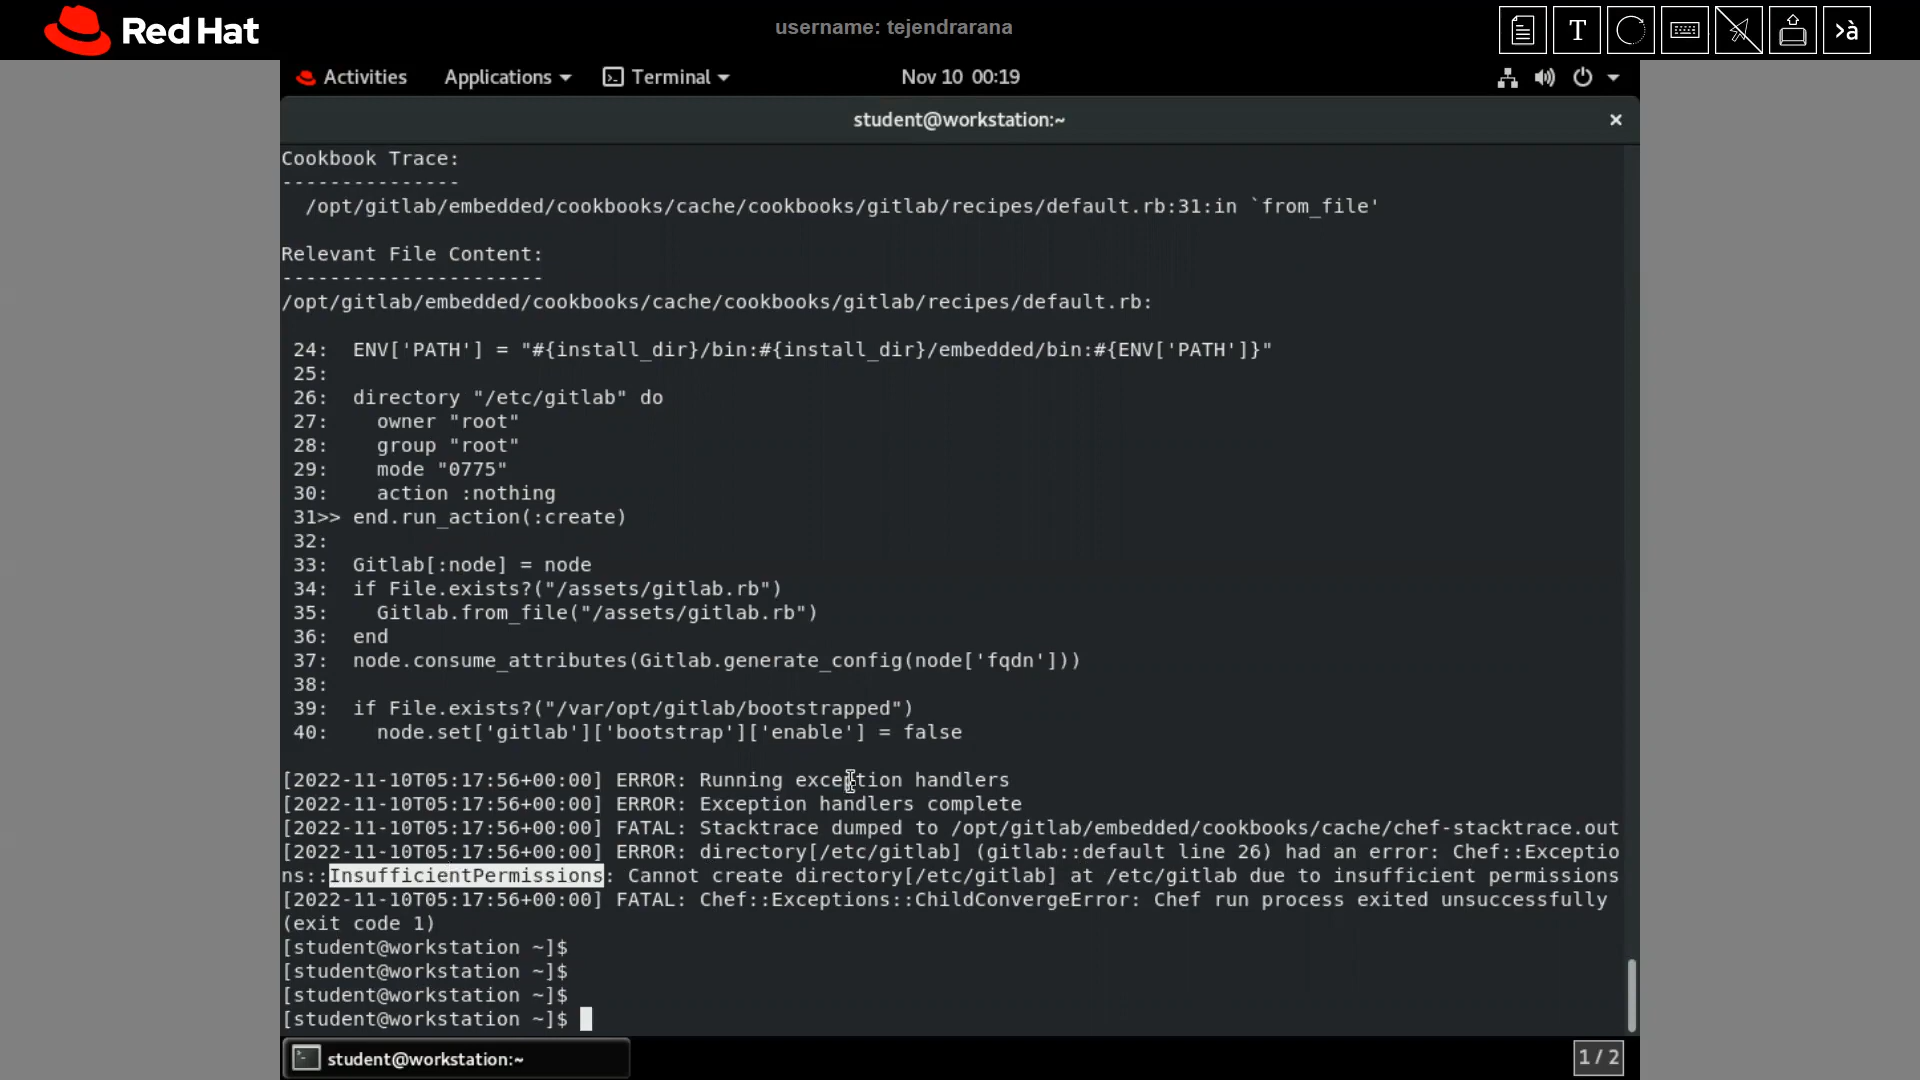 Red Hat
username: tejendrarana
T
>à
Activities Applications Terminal Nov 10 00:19
student@workstation:~ ×
Cookbook Trace:
---------------
  /opt/gitlab/embedded/cookbooks/cache/cookbooks/gitlab/recipes/default.rb:31:in `from_file'
Relevant File Content:
----------------------
/opt/gitlab/embedded/cookbooks/cache/cookbooks/gitlab/recipes/default.rb:
 24:  ENV['PATH'] = "#{install_dir}/bin:#{install_dir}/embedded/bin:#{ENV['PATH']}"
 25:
 26:  directory "/etc/gitlab" do
 27:    owner "root"
 28:    group "root"
 29:    mode "0775"
 30:    action :nothing
 31>> end.run_action(:create)
 32:
 33:  Gitlab[:node] = node
 34:  if File.exists?("/assets/gitlab.rb")
 35:    Gitlab.from_file("/assets/gitlab.rb")
 36:  end
 37:  node.consume_attributes(Gitlab.generate_config(node['fqdn']))
 38:
 39:  if File.exists?("/var/opt/gitlab/bootstrapped")
 40:    node.set['gitlab']['bootstrap']['enable'] = false
[2022-11-10T05:17:56+00:00] ERROR: Running exception handlers
[2022-11-10T05:17:56+00:00] ERROR: Exception handlers complete
[2022-11-10T05:17:56+00:00] FATAL: Stacktrace dumped to /opt/gitlab/embedded/cookbooks/cache/chef-stacktrace.out
[2022-11-10T05:17:56+00:00] ERROR: directory[/etc/gitlab] (gitlab::default line 26) had an error: Chef::Exceptio
ns::InsufficientPermissions: Cannot create directory[/etc/gitlab] at /etc/gitlab due to insufficient permissions
[2022-11-10T05:17:56+00:00] FATAL: Chef::Exceptions::ChildConvergeError: Chef run process exited unsuccessfully
(exit code 1)
[student@workstation ~]$
[student@workstation ~]$
[student@workstation ~]$
[student@workstation ~]$
student@workstation:~
1 / 2